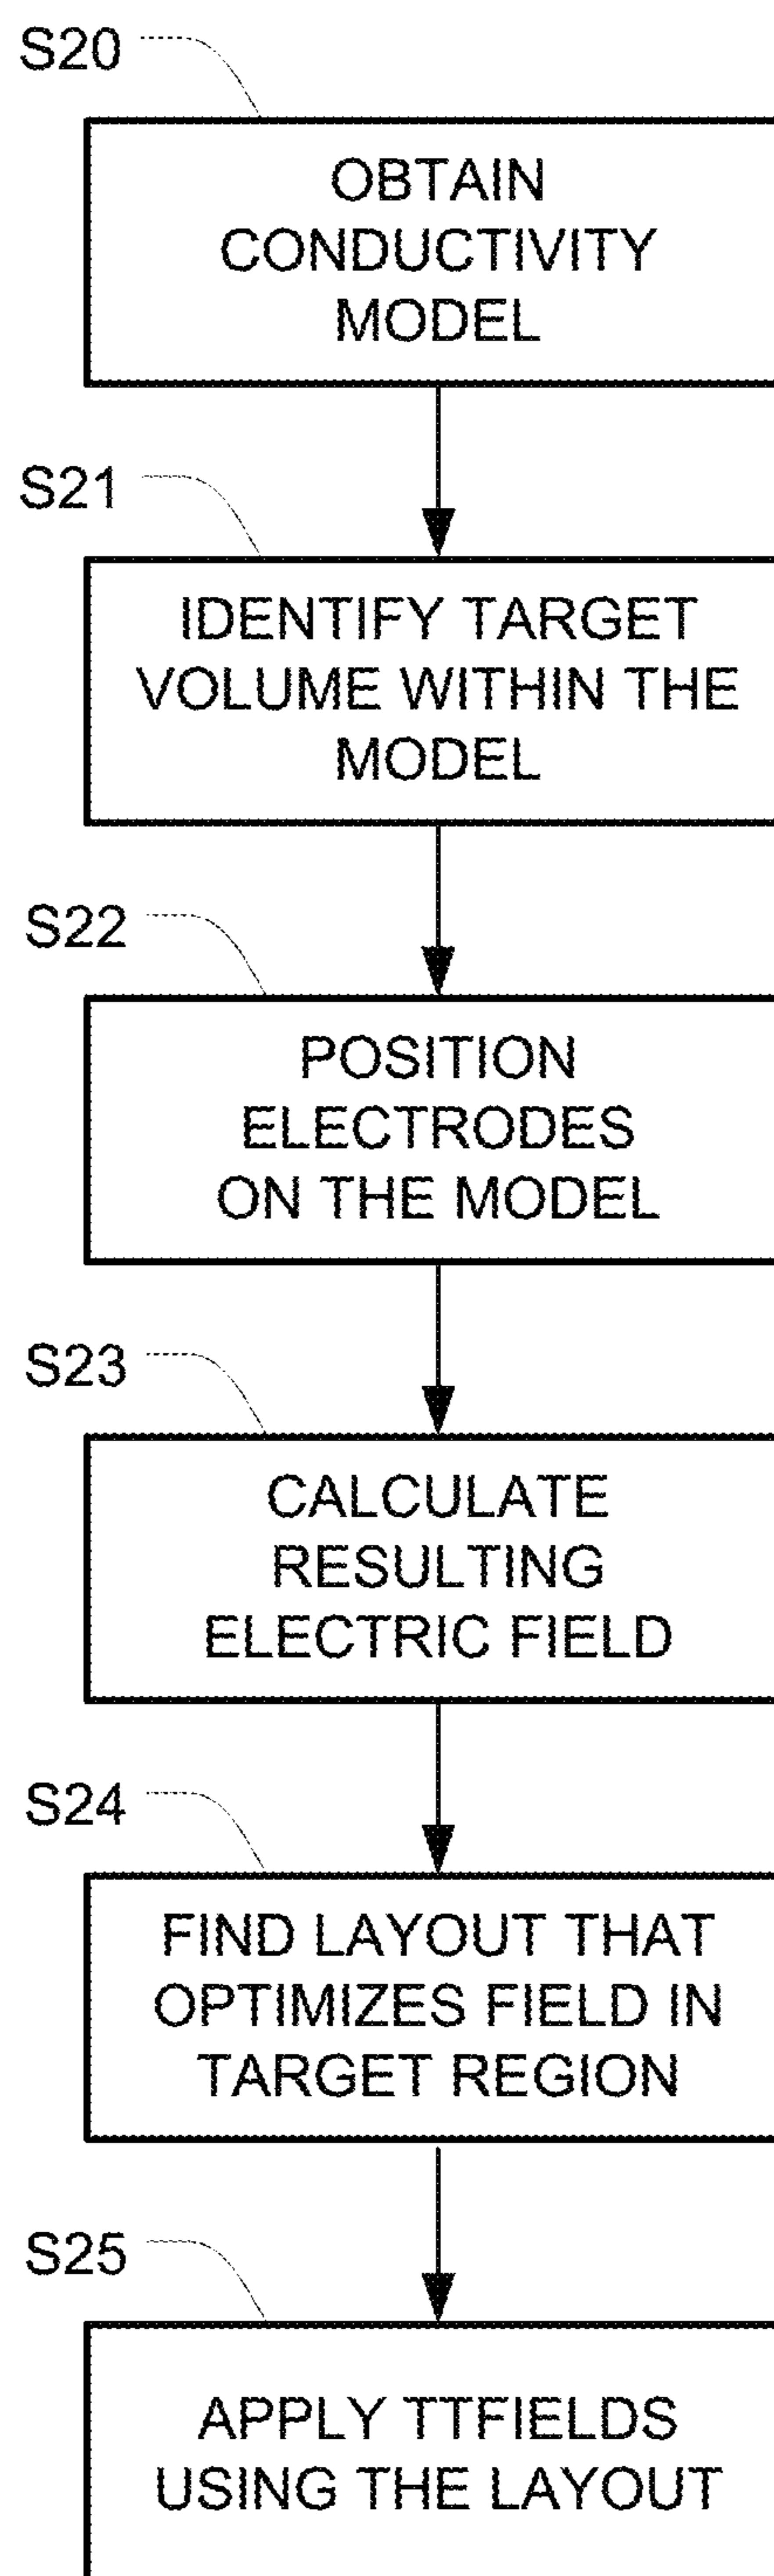 S20
OBTAIN
CONDUCTIVITY
MODEL
S21
IDENTIFY TARGET
VOLUME WITHIN THE
MODEL
S22
POSITION
ELECTRODES
ON THE MODEL
S23
CALCULATE
RESULTING
ELECTRIC FIELD
S24
FIND LAYOUT THAT
OPTIMIZES FIELD IN
TARGET REGION
S25
APPLY TTFIELDS
USING THE LAYOUT